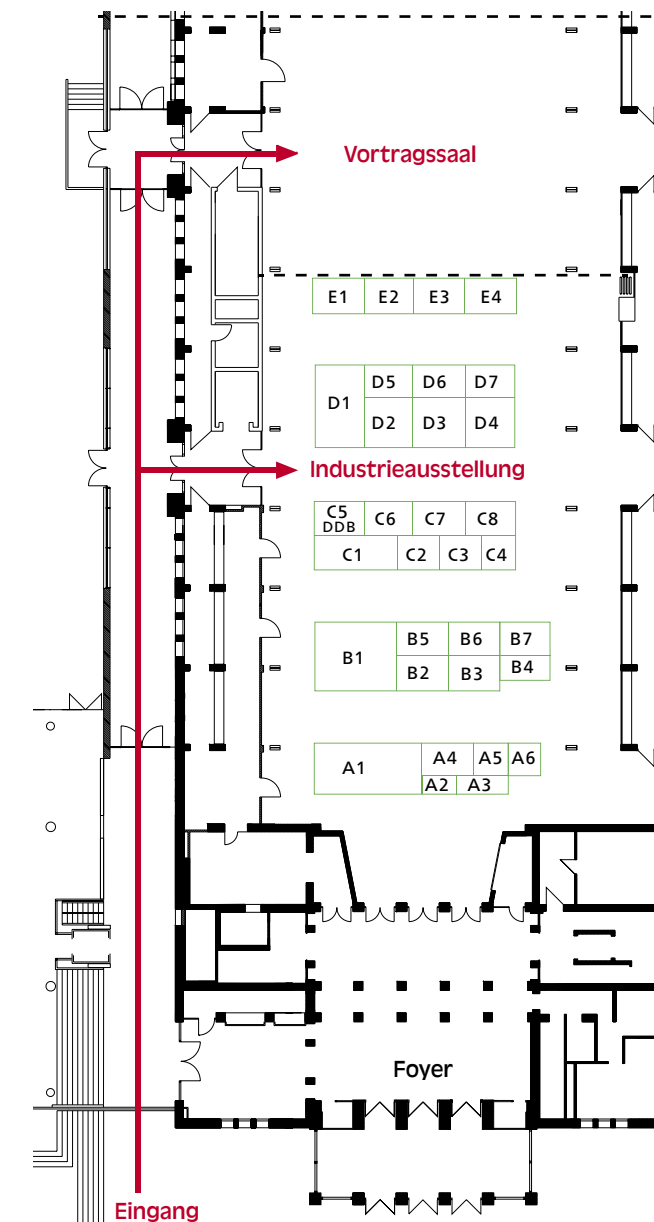 Vortragssaal
E1 E2 E3 E4
D5 D6 D7
D1
D2 D3 D4
Industrieausstellung
C5 C6 C7 C8
DDB
C1 C2 C3 C4
B5 B6 B7
B1
B2 B3 B4
A4 A5 A6
A1
A2 A3
Foyer
Eingang